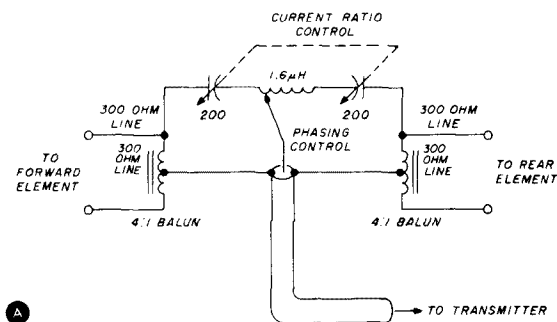 CURRENT RATIO
CONTROL
1.6µH
200
200
300 OHM
LINE
300 OHM
LINE
PHASING
CONTROL
300
OHM
LINE
300
OHM
LINE
TO
FORWARD
ELEMENT
TO REAR
ELEMENT
4:1 BALUN
4:1 BALUN
A
TO TRANSMITTER